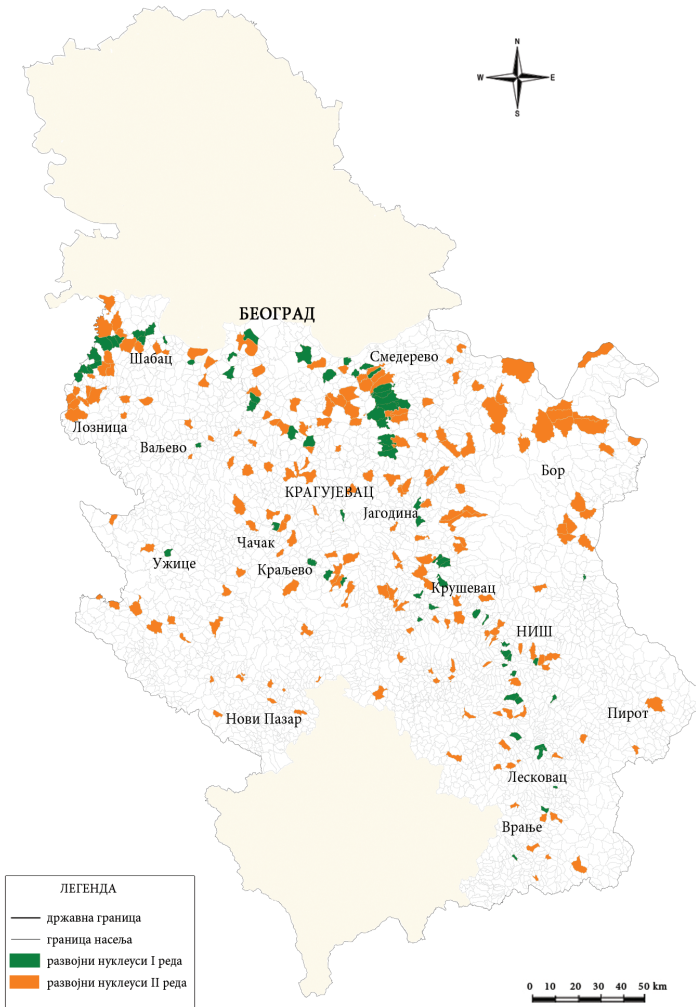 N
W E
S
БЕОГРАД
Смедерево
Шабац
Лозница
Ваљево
Бор
КРАГУЈЕВАЦ
Јагодина
Чачак
Ужице
Краљево
Крушевац
НИШ
Нови Пазар
Пирот
Лесковац
Врање
ЛЕГЕНДА
државна граница
граница насеља
развојни нуклеуси I реда
развојни нуклеуси II реда
0 10 20 30 40 50 km